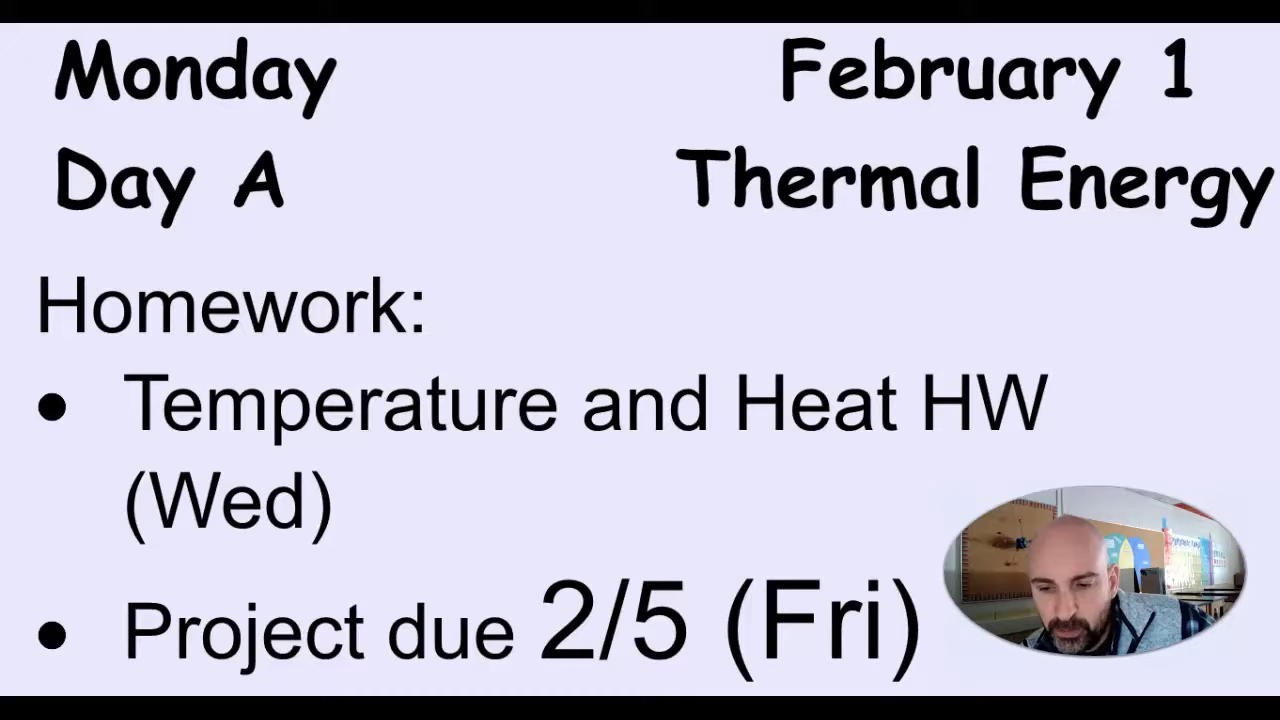 Monday February 1
Day A Thermal Energy
Homework:
• Temperature and Heat HW
(Wed)
• Project due 2/5 (Fri)